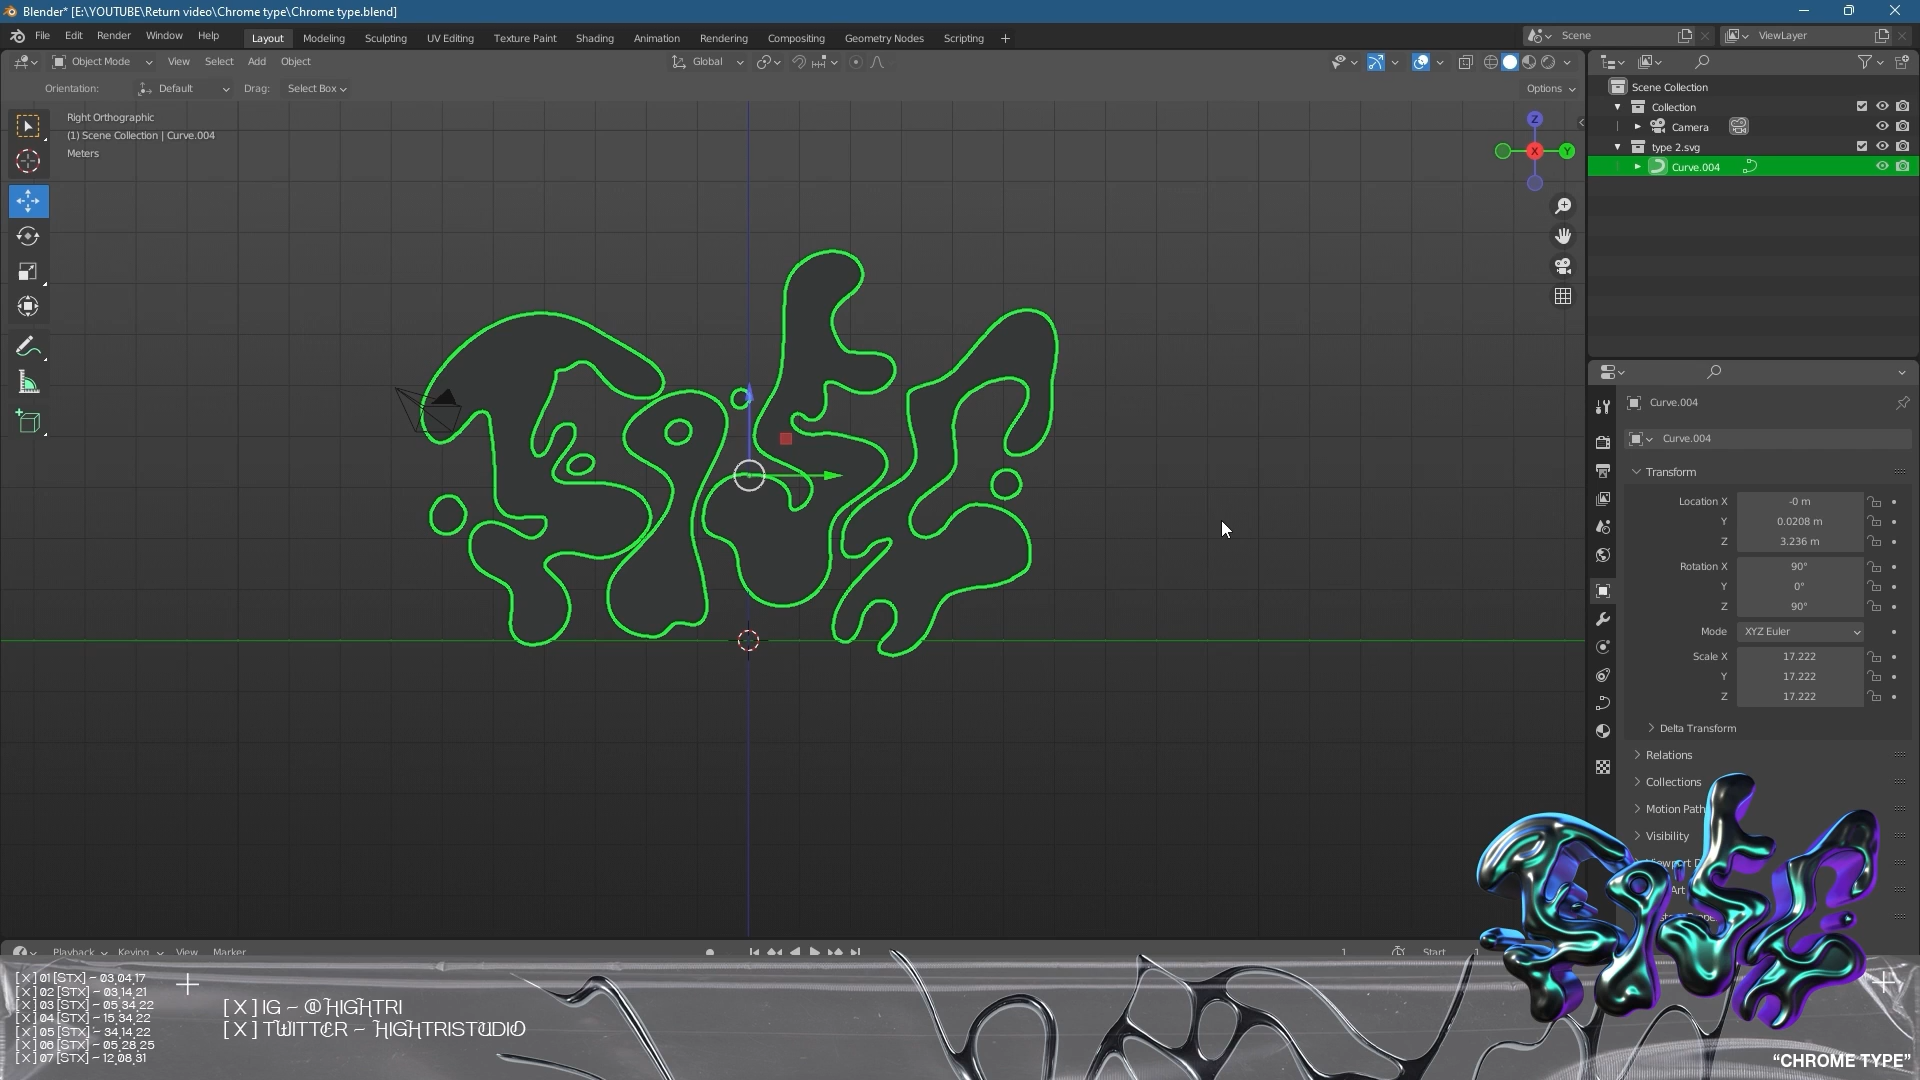 Blender* [E:\YOUTUBE\Return video\Chrome type\Chrome type.blend]
File Edit Render Window Help Layout Modeling Sculpting UV Editing Texture Paint Shading Animation Rendering Compositing Geometry Nodes Scripting + Scene ViewLayer
Object Mode View Select Add Object Global
Orientation: Default Drag: Select Box Options
Right Orthographic
(1) Scene Collection | Curve.004
Meters
Z
X
Y
Scene Collection
Collection
Camera
type 2.svg
Curve.004
Curve.004
Curve.004
Transform
Location X -0 m
Y 0.0208 m
Z 3.236 m
Rotation X 90°
Y 0°
Z 90°
Mode XYZ Euler
Scale X 17.222
Y 17.222
Z 17.222
Delta Transform
Relations
Collections
Motion Path
Visibility
Viewport D
Art
Playback Keying View Marker 1 Start 1
[X] 01 [STX] - 03.04.17
[X] 02 [STX] - 03.14.21
[X] 03 [STX] - 05.34.22
[X] 04 [STX] - 15.34.22
[X] 05 [STX] - 34.14.22
[X] 06 [STX] - 05.28.25
[X] 07 [STX] - 12.08.31
[X] IG - @HIGHTRI
[X] TWITTER - HIGHTRISTUDIO
“CHROME TYPE”